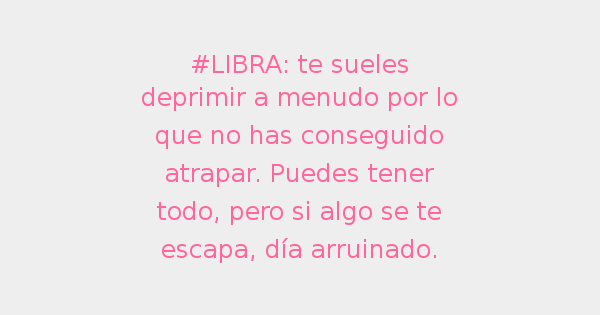 #LIBRA: te sueles
deprimir a menudo por lo
que no has conseguido
atrapar. Puedes tener
todo, pero si algo se te
escapa, día arruinado.